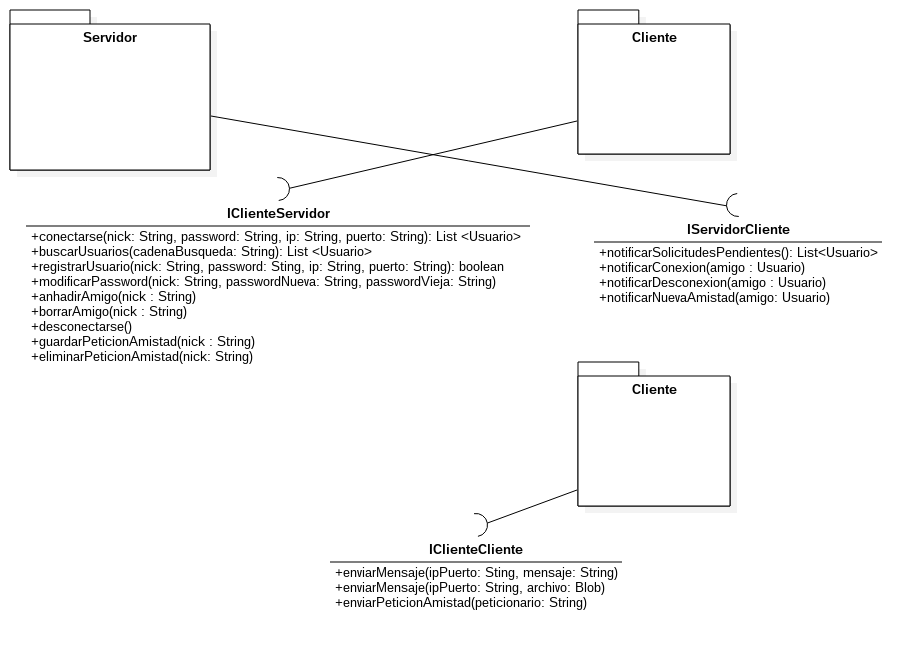 Servidor
Cliente
IClienteServidor
+conectarse(nick: String, password: String, ip: String, puerto: String): List <Usuario>
+buscarUsuarios(cadenaBusqueda: String): List <Usuario>
+registrarUsuario(nick: String, password: Sting, ip: String, puerto: String): boolean
+modificarPassword(nick: String, passwordNueva: String, passwordVieja: String)
+anhadirAmigo(nick : String)
+borrarAmigo(nick : String)
+desconectarse()
+guardarPeticionAmistad(nick : String)
+eliminarPeticionAmistad(nick: String)
IServidorCliente
+notificarSolicitudesPendientes(): List<Usuario>
+notificarConexion(amigo : Usuario)
+notificarDesconexion(amigo : Usuario)
+notificarNuevaAmistad(amigo: Usuario)
Cliente
IClienteCliente
+enviarMensaje(ipPuerto: Sting, mensaje: String)
+enviarMensaje(ipPuerto: String, archivo: Blob)
+enviarPeticionAmistad(peticionario: String)